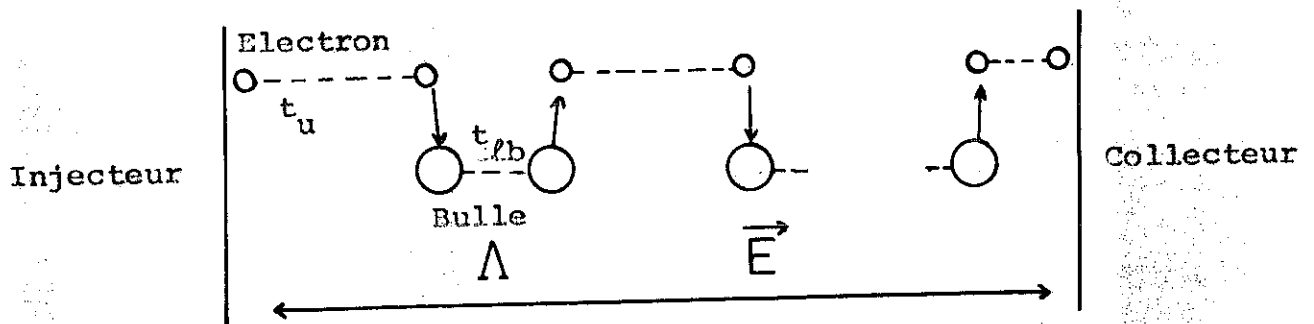 Electron
t_u
t_ℓb
Injecteur
Collecteur
Bulle
Λ
E